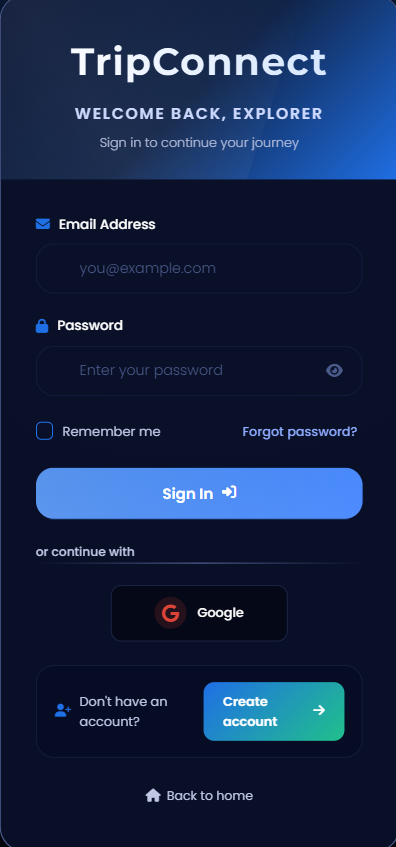 TripConnect
WELCOME BACK, EXPLORER
Sign in to continue your journey
Email Address
you@example.com
Password
Enter your password
Remember me
Forgot password?
Sign In
or continue with
G Google
Don't have an
account?
Create
account
Back to home